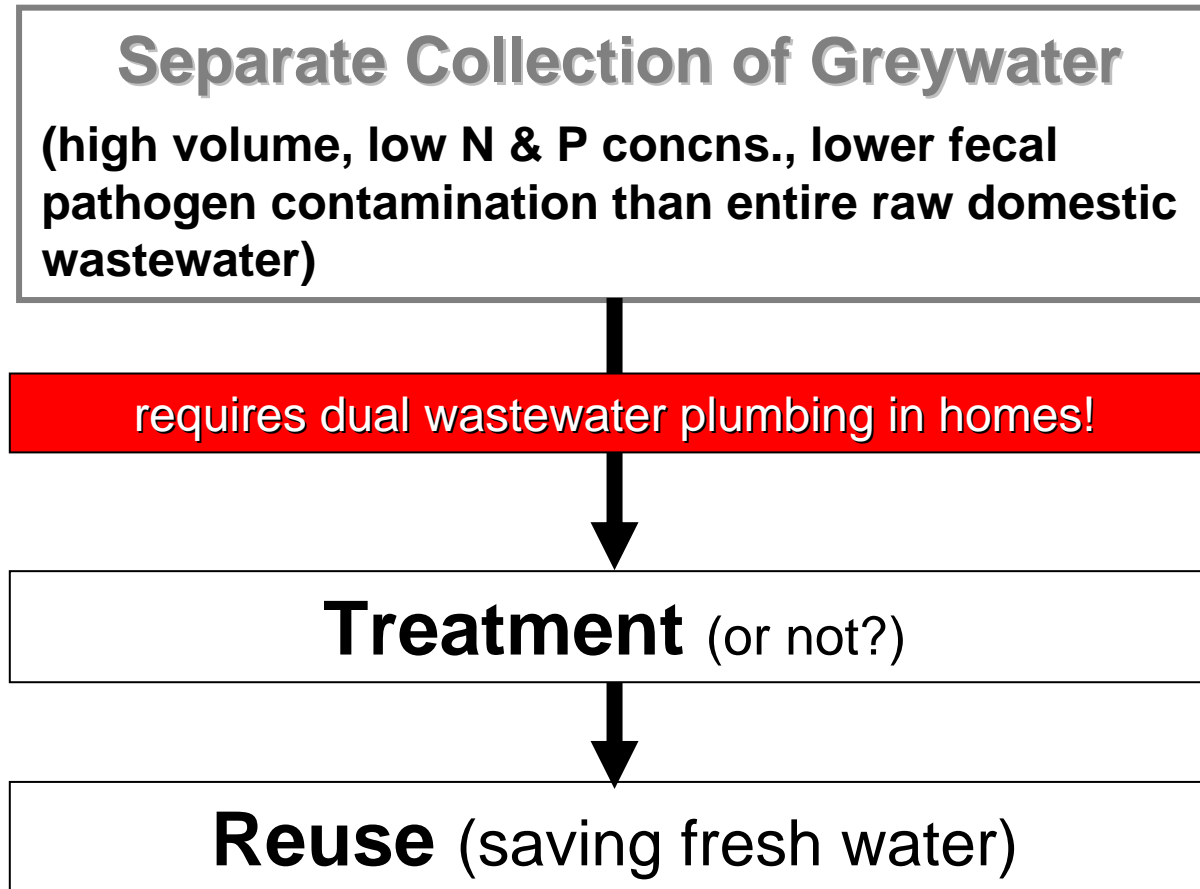 Separate Collection of Greywater
(high volume, low N & P concns., lower fecal
pathogen contamination than entire raw domestic
wastewater)
requires dual wastewater plumbing in homes!
Treatment (or not?)
Reuse (saving fresh water)